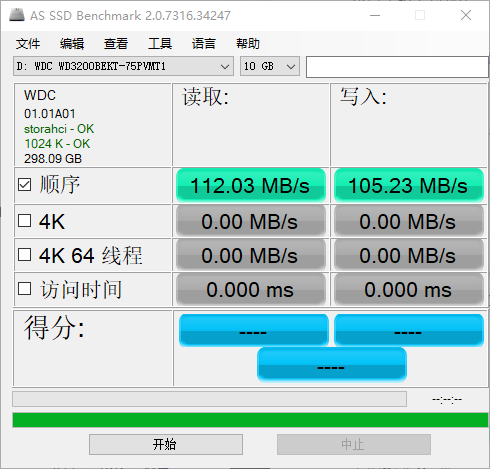 AS SSD Benchmark 2.0.7316.34247
文件 编辑 查看 工具 语言 帮助
D: WDC WD3200BEKT-75PVMT1 10 GB
WDC
01.01A01
storahci - OK
1024 K - OK
298.09 GB
读取: 写入:
顺序 112.03 MB/s 105.23 MB/s
4K 0.00 MB/s 0.00 MB/s
4K 64 线程 0.00 MB/s 0.00 MB/s
访问时间 0.000 ms 0.000 ms
得分: ---- ----
----
--:--:--
开始 中止